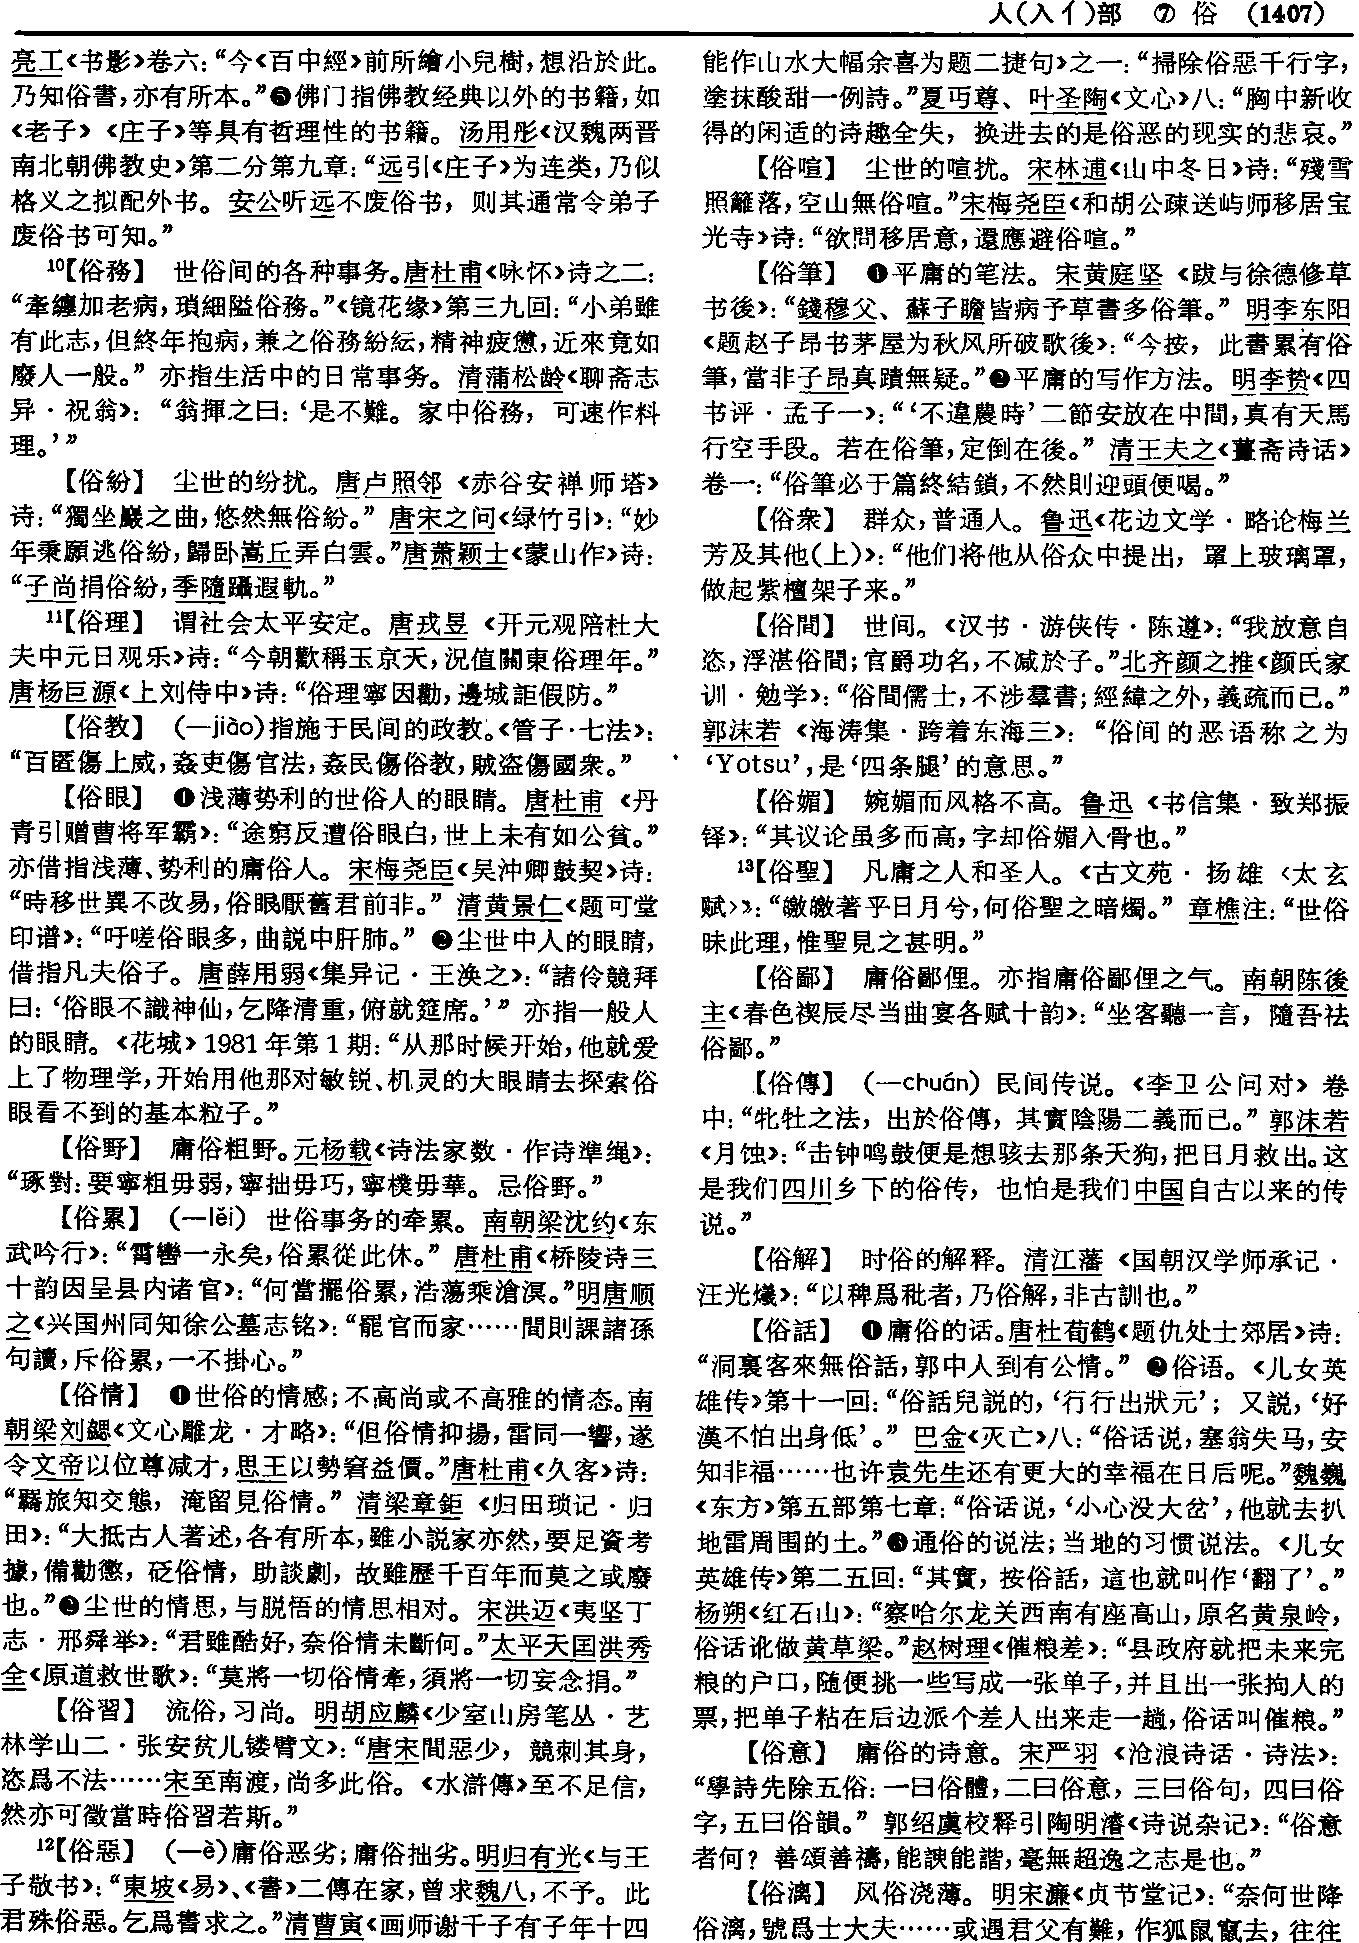 人(入亻)部 ⑦ 俗 (1407)
亮工《书影》卷六：“今《百中經》前所繪小兒樹，想沿於此。
乃知俗書，亦有所本。”❺佛门指佛教经典以外的书籍，如
《老子》《庄子》等具有哲理性的书籍。汤用彤《汉魏两晋
南北朝佛教史》第二分第九章：“远引《庄子》为连类，乃似
格义之拟配外书。安公听远不废俗书，则其通常令弟子
废俗书可知。”
10【俗務】 世俗间的各种事务。唐杜甫《咏怀》诗之二：
“牽纏加老病，瑣細隘俗務。”《镜花缘》第三九回：“小弟雖
有此志，但終年抱病，兼之俗務紛紜，精神疲憊，近來竟如
廢人一般。”亦指生活中的日常事务。清蒲松龄《聊斋志
异·祝翁》：“翁揮之曰：‘是不難。家中俗務，可速作料
理。’”
【俗紛】 尘世的纷扰。唐卢照邻《赤谷安禅师塔》
诗：“獨坐巖之曲，悠然無俗紛。”唐宋之问《绿竹引》：“妙
年秉願逃俗紛，歸卧嵩丘弄白雲。”唐萧颖士《蒙山作》诗：
“子尚捐俗紛，季隨躡遐軌。”
11【俗理】 谓社会太平安定。唐戎昱《开元观陪杜大
夫中元日观乐》诗：“今朝歡稱玉京天，況值關東俗理年。”
唐杨巨源《上刘侍中》诗：“俗理寧因勸，邊城詎假防。”
【俗教】 (—jiào)指施于民间的政教。《管子·七法》：
“百匿傷上威，姦吏傷官法，姦民傷俗教，賊盜傷國衆。”
【俗眼】 ❶浅薄势利的世俗人的眼睛。唐杜甫《丹
青引赠曹将军霸》：“途窮反遭俗眼白，世上未有如公貧。”
亦借指浅薄、势利的庸俗人。宋梅尧臣《吴沖卿鼓契》诗：
“時移世異不改易，俗眼厭舊君前非。”清黄景仁《题可堂
印谱》：“吁嗟俗眼多，曲説中肝肺。”❷尘世中人的眼睛，
借指凡夫俗子。唐薛用弱《集异记·王涣之》：“諸伶競拜
曰：‘俗眼不識神仙，乞降清重，俯就筵席。’”亦指一般人
的眼睛。《花城》1981年第1期：“从那时候开始，他就爱
上了物理学，开始用他那对敏锐、机灵的大眼睛去探索俗
眼看不到的基本粒子。”
【俗野】 庸俗粗野。元杨载《诗法家数·作诗準绳》：
“琢對：要寧粗毋弱，寧拙毋巧，寧樸毋華。忌俗野。”
【俗累】 (—lěi) 世俗事务的牵累。南朝梁沈约《东
武吟行》：“霄轡一永矣，俗累從此休。”唐杜甫《桥陵诗三
十韵因呈县内诸官》：“何當擺俗累，浩蕩乘滄溟。”明唐顺
之《兴国州同知徐公墓志铭》：“罷官而家……間則課諸孫
句讀，斥俗累，一不掛心。”
【俗情】 ❶世俗的情感；不高尚或不高雅的情态。南
朝梁刘勰《文心雕龙·才略》：“但俗情抑揚，雷同一響，遂
令文帝以位尊減才，思王以勢窘益價。”唐杜甫《久客》诗：
“羇旅知交態，淹留見俗情。”清梁章鉅《归田琐记·归
田》：“大抵古人著述，各有所本，雖小説家亦然，要足資考
據，備勸懲，砭俗情，助談劇，故雖歷千百年而莫之或廢
也。”❷尘世的情思，与脱悟的情思相对。宋洪迈《夷坚丁
志·邢舜举》：“君雖酷好，奈俗情未斷何。”太平天国洪秀
全《原道救世歌》：“莫將一切俗情牽，須將一切妄念捐。”
【俗習】 流俗，习尚。明胡应麟《少室山房笔丛·艺
林学山二·张安贫儿镂臂文》：“唐宋間惡少，競刺其身，
恣爲不法……宋至南渡，尚多此俗。《水滸傳》至不足信，
然亦可徵當時俗習若斯。”
12【俗惡】 (—è)庸俗恶劣；庸俗拙劣。明归有光《与王
子敬书》：“東坡《易》、《書》二傳在家，曾求魏八，不予。此
君殊俗惡。乞爲書求之。”清曹寅《画师谢千子有子年十四
能作山水大幅余喜为题二捷句》之一：“掃除俗惡千行字，
塗抹酸甜一例詩。”夏丏尊、叶圣陶《文心》八：“胸中新收
得的闲适的诗趣全失，换进去的是俗恶的现实的悲哀。”
【俗喧】 尘世的喧扰。宋林逋《山中冬日》诗：“殘雪
照籬落，空山無俗喧。”宋梅尧臣《和胡公疎送屿师移居宝
光寺》诗：“欲問移居意，還應避俗喧。”
【俗筆】 ❶平庸的笔法。宋黄庭坚《跋与徐德修草
书後》：“錢穆父、蘇子瞻皆病予草書多俗筆。”明李东阳
《题赵子昂书茅屋为秋风所破歌後》：“今按，此書累有俗
筆，當非子昂真蹟無疑。”❷平庸的写作方法。明李贽《四
书评·孟子一》：“‘不違農時’二節安放在中間，真有天馬
行空手段。若在俗筆，定倒在後。”清王夫之《薑斋诗话》
卷一：“俗筆必于篇終結鎖，不然則迎頭便喝。”
【俗衆】 群众，普通人。鲁迅《花边文学·略论梅兰
芳及其他(上)》：“他们将他从俗众中提出，罩上玻璃罩，
做起紫檀架子来。”
【俗間】 世间。《汉书·游侠传·陈遵》：“我放意自
恣，浮湛俗間；官爵功名，不减於子。”北齐颜之推《颜氏家
训·勉学》：“俗間儒士，不涉羣書；經緯之外，義疏而已。”
郭沫若《海涛集·跨着东海三》：“俗间的恶语称之为
‘Yotsu’，是‘四条腿’的意思。”
【俗媚】 婉媚而风格不高。鲁迅《书信集·致郑振
铎》：“其议论虽多而高，字却俗媚入骨也。”
13【俗聖】 凡庸之人和圣人。《古文苑·扬雄〈太玄
赋〉》：“皦皦著乎日月兮，何俗聖之暗燭。”章樵注：“世俗
昧此理，惟聖見之甚明。”
【俗鄙】 庸俗鄙俚。亦指庸俗鄙俚之气。南朝陈後
主《春色禊辰尽当曲宴各赋十韵》：“坐客聽一言，隨吾祛
俗鄙。”
【俗傳】 (—chuán) 民间传说。《李卫公问对》卷
中：“牝牡之法，出於俗傳，其實陰陽二義而已。”郭沫若
《月蚀》：“击钟鸣鼓便是想骇去那条天狗，把日月救出。这
是我们四川乡下的俗传，也怕是我们中国自古以来的传
说。”
【俗解】 时俗的解释。清江藩《国朝汉学师承记·
汪光爔》：“以稗爲秕者，乃俗解，非古訓也。”
【俗話】 ❶庸俗的话。唐杜荀鹤《题仇处士郊居》诗：
“洞裏客來無俗話，郭中人到有公情。”❷俗语。《儿女英
雄传》第十一回：“俗話兒説的，‘行行出狀元’；又説，‘好
漢不怕出身低’。”巴金《灭亡》八：“俗话说，塞翁失马，安
知非福……也许袁先生还有更大的幸福在日后呢。”魏巍
《东方》第五部第七章：“俗话说，‘小心没大岔’，他就去扒
地雷周围的土。”❸通俗的说法；当地的习惯说法。《儿女
英雄传》第二五回：“其實，按俗話，這也就叫作‘翻了’。”
杨朔《红石山》：“察哈尔龙关西南有座高山，原名黄泉岭，
俗话讹做黄草梁。”赵树理《催粮差》：“县政府就把未来完
粮的户口，随便挑一些写成一张单子，并且出一张拘人的
票，把单子粘在后边派个差人出来走一趟，俗话叫催粮。”
【俗意】 庸俗的诗意。宋严羽《沧浪诗话·诗法》：
“學詩先除五俗：一曰俗體，二曰俗意，三曰俗句，四曰俗
字，五曰俗韻。”郭绍虞校释引陶明濬《诗说杂记》：“俗意
者何？善頌善禱，能諛能諧，毫無超逸之志是也。”
【俗漓】 风俗浇薄。明宋濂《贞节堂记》：“奈何世降
俗漓，號爲士大夫……或遇君父有難，作狐鼠竄去，往往